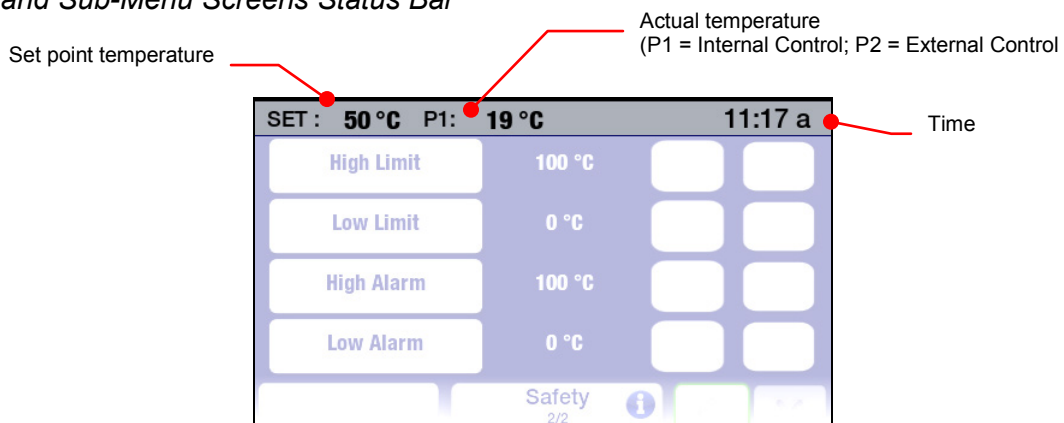 and Sub-Menu Screens Status Bar
Actual temperature
(P1 = Internal Control; P2 = External Control
Set point temperature
SET : 50 °C P1: 19 °C 11:17 a
Time
High Limit 100 °C
Low Limit 0 °C
High Alarm 100 °C
Low Alarm 0 °C
Safety
2/2